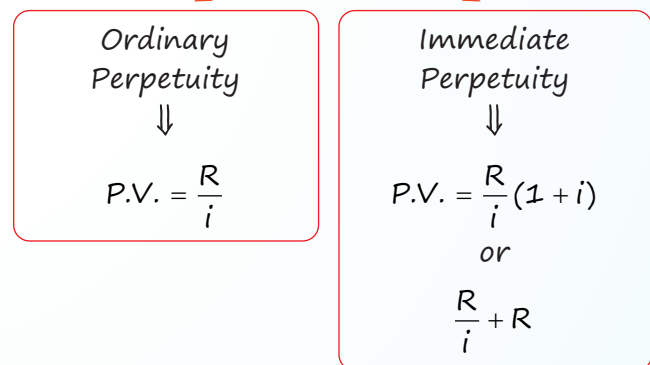 Ordinary
Perpetuity
⇓
P.V. = R/i
Immediate
Perpetuity
⇓
P.V. = R/i (1 + i)
or
R/i + R